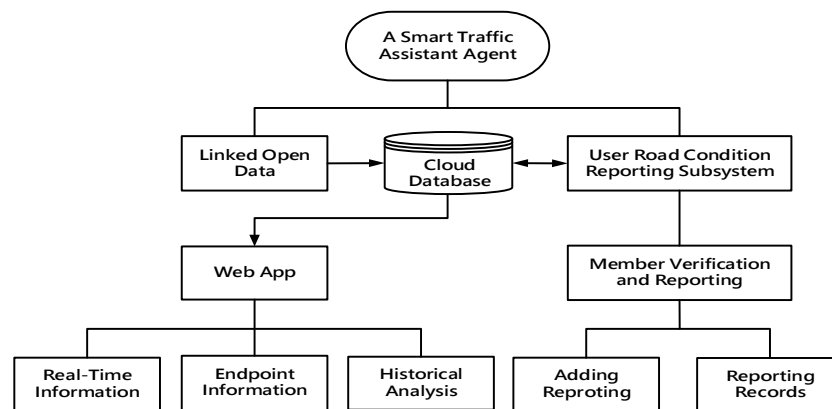 A Smart Traffic
Assistant Agent
Linked Open
Data
Cloud
Database
User Road Condition
Reporting Subsystem
Web App
Member Verification
and Reporting
Real-Time
Information
Endpoint
Information
Historical
Analysis
Adding
Reproting
Reporting
Records